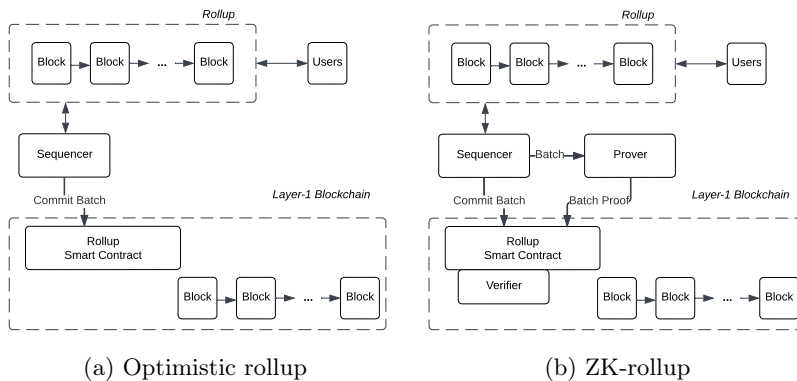 Rollup
Block
Block
...
Block
Users
Sequencer
Commit Batch
Layer-1 Blockchain
Rollup
Smart Contract
Block
Block
...
Block
(a) Optimistic rollup
Rollup
Block
Block
...
Block
Users
Sequencer
Batch
Prover
Commit Batch
Batch Proof
Layer-1 Blockchain
Rollup
Smart Contract
Verifier
Block
Block
...
Block
(b) ZK-rollup